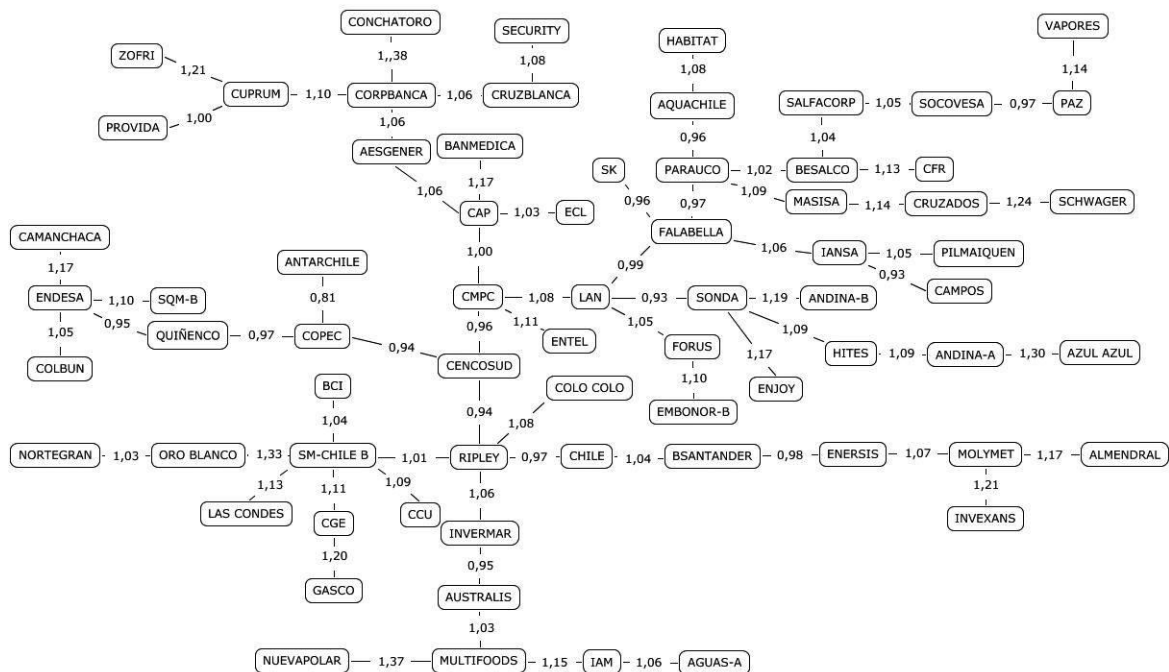 CONCHATORO
SECURITY
VAPORES
ZOFRI
HABITAT
1,21
1,,38
1,08
1,08
1,14
CUPRUM
1,10
CORPBANCA
1,06
CRUZBLANCA
AQUACHILE
SALFACORP
1,05
SOCOVESA
0,97
PAZ
PROVIDA
1,00
1,06
0,96
1,04
AESGENER
BANMEDICA
SK
PARAUCO
1,02
BESALCO
1,13
CFR
1,06
1,17
0,96
0,97
1,09
MASISA
1,14
CRUZADOS
1,24
SCHWAGER
CAP
1,03
ECL
CAMANCHACA
FALABELLA
1,06
IANSA
1,05
PILMAIQUEN
1,17
ANTARCHILE
1,00
0,99
0,93
CAMPOS
ENDESA
1,10
SQM-B
0,81
CMPC
1,08
LAN
0,93
SONDA
1,19
ANDINA-B
1,05
0,95
QUIÑENCO
0,97
COPEC
0,96
1,11
ENTEL
1,05
1,09
COLBUN
0,94
FORUS
1,17
HITES
1,09
ANDINA-A
1,30
AZUL AZUL
CENCOSUD
BCI
COLO COLO
1,10
ENJOY
1,04
0,94
1,08
EMBONOR-B
NORTEGRAN
1,03
ORO BLANCO
1,33
SM-CHILE B
1,01
RIPLEY
0,97
CHILE
1,04
BSANTANDER
0,98
ENERSIS
1,07
MOLYMET
1,17
ALMENDRAL
1,13
1,11
1,09
1,06
1,21
LAS CONDES
CGE
CCU
INVERMAR
INVEXANS
1,20
0,95
GASCO
AUSTRALIS
1,03
NUEVAPOLAR
1,37
MULTIFOODS
1,15
IAM
1,06
AGUAS-A